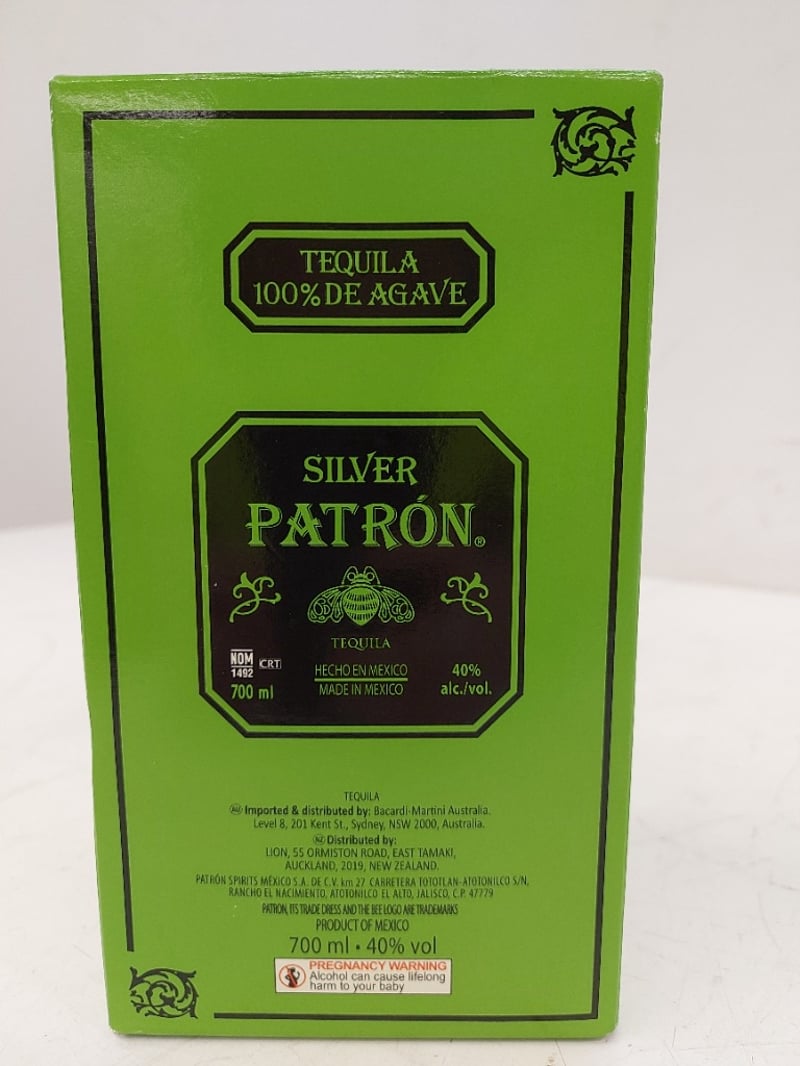 TEQUILA
100% DE AGAVE
SILVER
PATRÓN®
TEQUILA
NOM
1492
CRT
700 ml
HECHO EN MÉXICO
MADE IN MEXICO
40%
alc./vol.
TEQUILA
AU Imported & distributed by: Bacardi-Martini Australia.
Level 8, 201 Kent St., Sydney, NSW 2000, Australia.
NZ Distributed by:
LION, 55 ORMISTON ROAD, EAST TAMAKI,
AUCKLAND, 2019, NEW ZEALAND.
PATRÓN SPIRITS MÉXICO S.A. DE C.V. km 27 CARRETERA TOTOTLAN-ATOTONILCO S/N,
RANCHO EL NACIMIENTO, ATOTONILCO EL ALTO, JALISCO, C.P. 47779
PATRÓN, ITS TRADE DRESS AND THE BEE LOGO ARE TRADEMARKS
PRODUCT OF MEXICO
700 ml • 40% vol
PREGNANCY WARNING
Alcohol can cause lifelong
harm to your baby